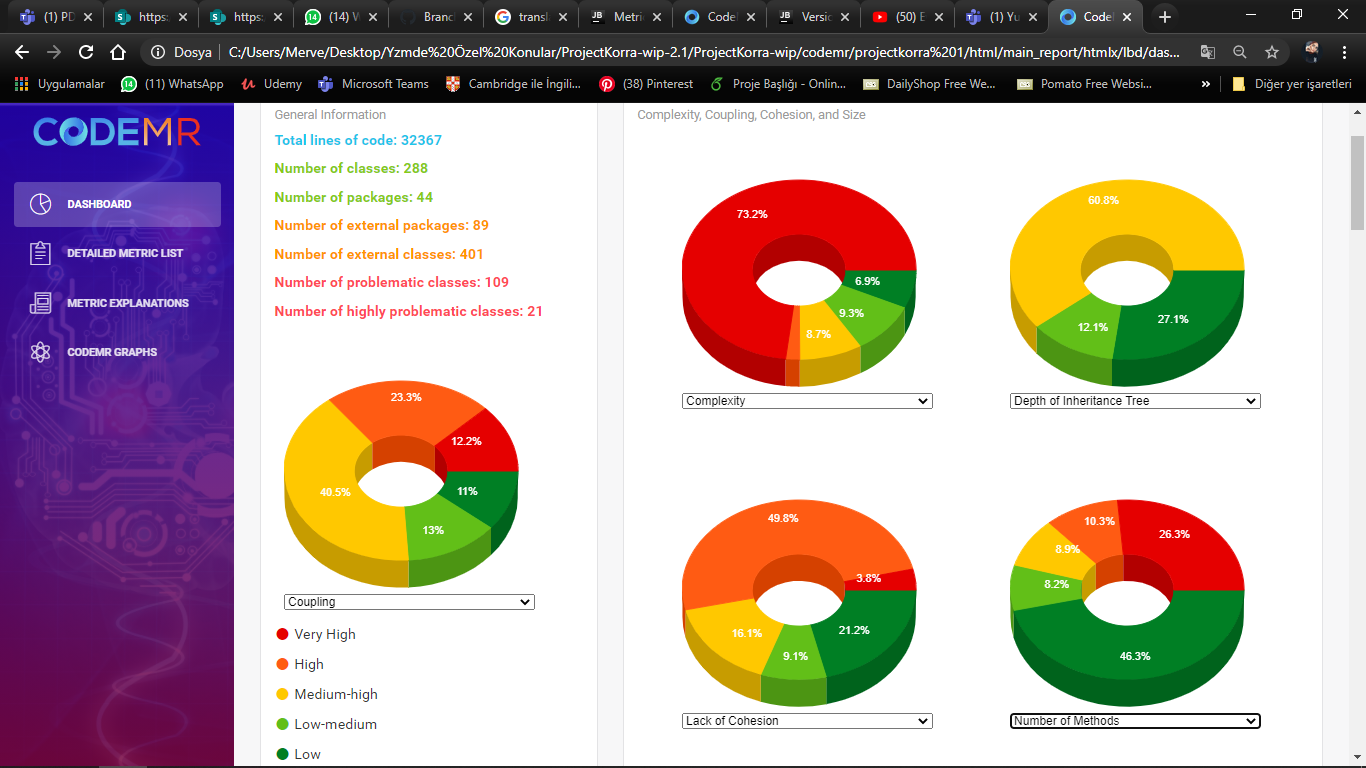 (1) PD
https:
https:
(14) W
Branc
transla
Metri
Codel
Versio
(50) E
(1) Yu
Codel
Dosya
C:/Users/Merve/Desktop/Yzmde%20Özel%20Konular/ProjectKorra-wip-2.1/ProjectKorra-wip/codemr/projectkorra%201/html/main_report/htmlx/lbd/das...
Uygulamalar
14
(11) WhatsApp
Udemy
Microsoft Teams
Cambridge ile İngili...
(38) Pinterest
Proje Başlığı - Onlin...
DailyShop Free We...
Pomato Free Websi...
»
Diğer yer işaretleri
CODEMR
DASHBOARD
DETAILED METRIC LIST
METRIC EXPLANATIONS
CODEMR GRAPHS
General Information
Total lines of code: 32367
Number of classes: 288
Number of packages: 44
Number of external packages: 89
Number of external classes: 401
Number of problematic classes: 109
Number of highly problematic classes: 21
23.3%
12.2%
40.5%
11%
13%
Coupling
Very High
High
Medium-high
Low-medium
Low
Complexity, Coupling, Cohesion, and Size
73.2%
6.9%
9.3%
8.7%
Complexity
60.8%
27.1%
12.1%
Depth of Inheritance Tree
49.8%
3.8%
21.2%
16.1%
9.1%
Lack of Cohesion
10.3%
26.3%
8.9%
8.2%
46.3%
Number of Methods